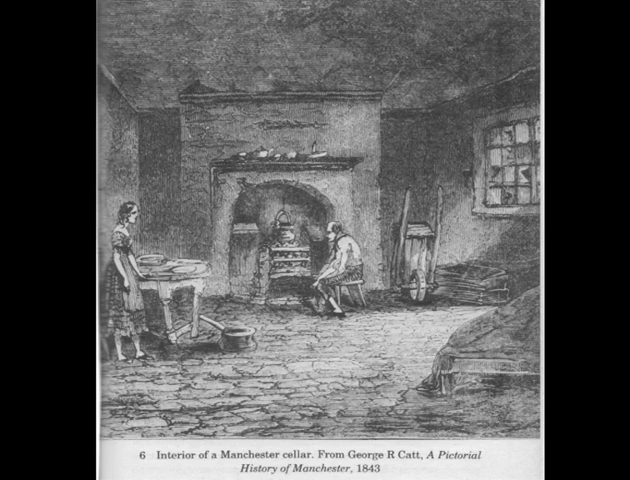 6 Interior of a Manchester cellar. From George R Catt, A Pictorial
History of Manchester, 1843